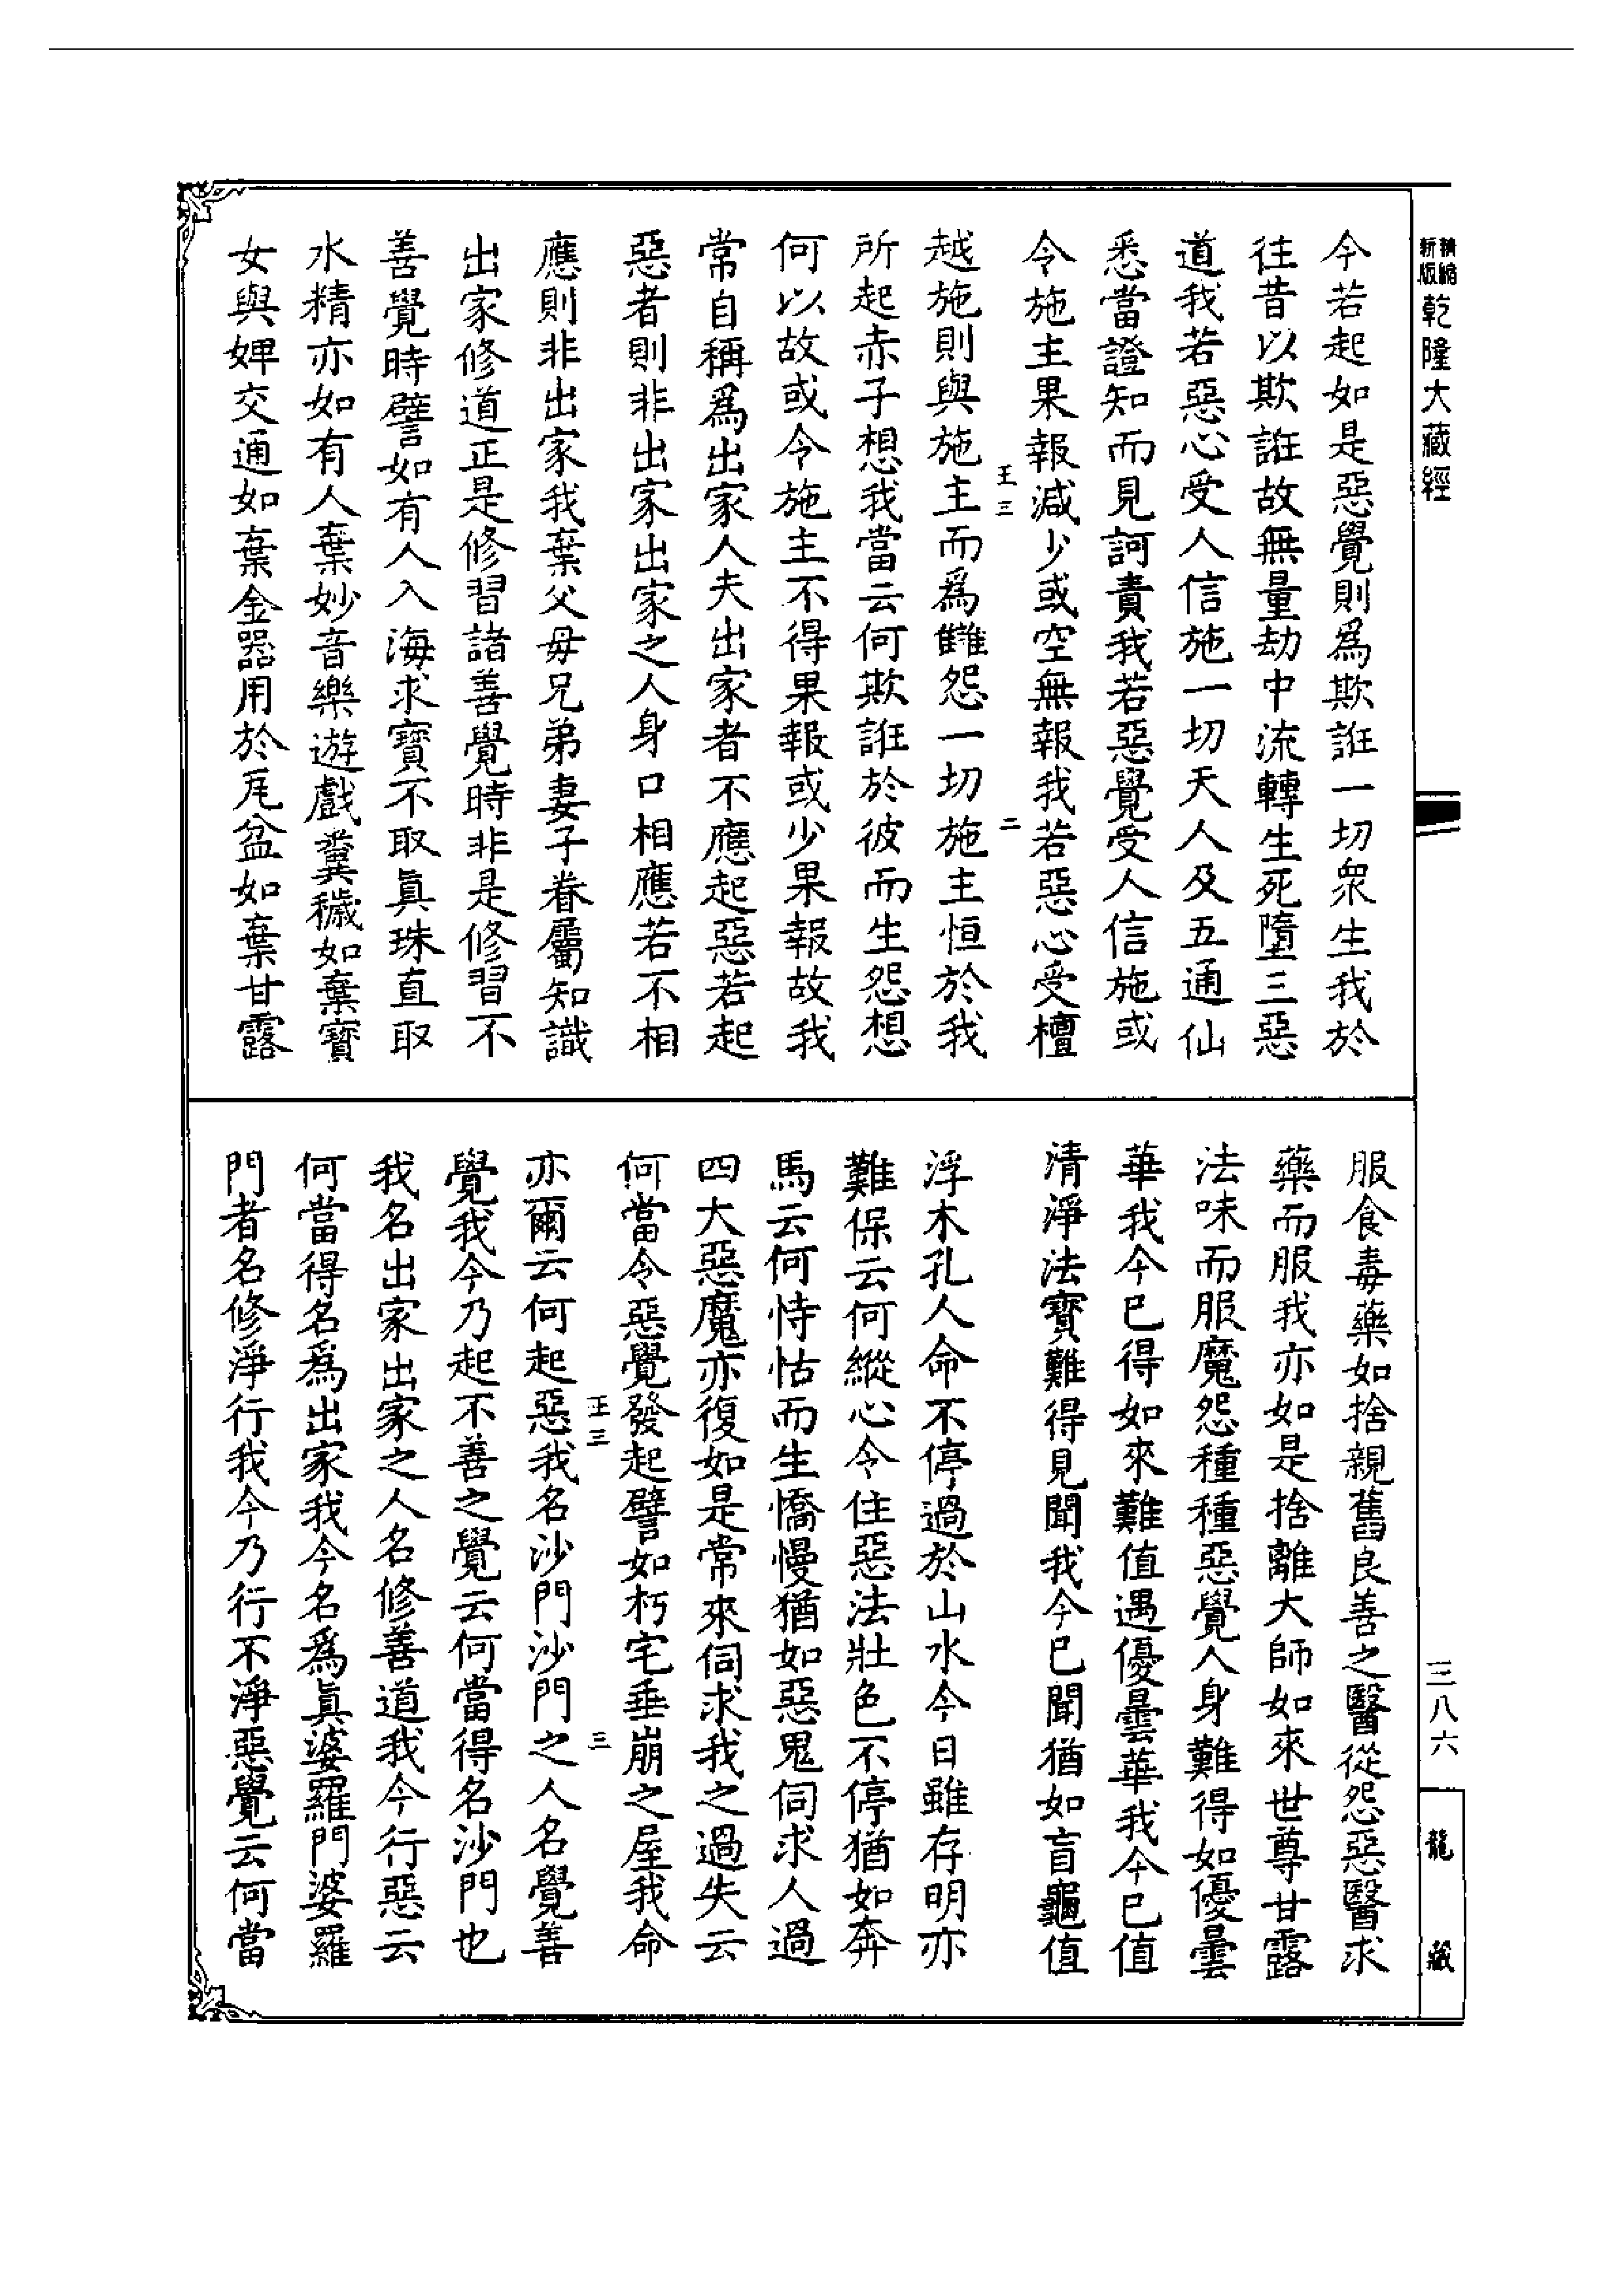 精縮新版乾隆大藏經
今若起如是惡覺則爲欺誑一切衆生我於
往昔以欺誑故無量劫中流轉生死墮三惡
道我若惡心受人信施一切天人及五通仙
悉當證知而見訶責我若惡覺受人信施或
令施主果報減少或空無報我若惡心受檀
王三 二
越施則與施主而爲讎怨一切施主恒於我
所起赤子想我當云何欺誑於彼而生怨想
何以故或令施主不得果報或少果報故我
常自稱爲出家人夫出家者不應起惡若起
惡者則非出家出家之人身口相應若不相
應則非出家我棄父母兄弟妻子眷屬知識
出家修道正是修習諸善覺時非是修習不
善覺時譬如有人入海求寶不取眞珠直取
水精亦如有人棄妙音樂遊戲糞穢如棄寶
女與婢交通如棄金器用於瓦盆如棄甘露
服食毒藥如捨親舊良善之醫從怨惡醫求
藥而服我亦如是捨離大師如來世尊甘露
法味而服魔怨種種惡覺人身難得如優曇
華我今已得如來難值遇優曇華我今已值
清淨法寶難得見聞我今已聞猶如盲龜值
浮木孔人命不停過於山水今日雖存明亦
難保云何縱心令住惡法壯色不停猶如奔
馬云何恃怙而生憍慢猶如惡鬼伺求人過
四大惡魔亦復如是常來伺求我之過失云
何當令惡覺發起譬如朽宅垂崩之屋我命
王三 三
亦爾云何起惡我名沙門沙門之人名覺善
覺我今乃起不善之覺云何當得名沙門也
我名出家出家之人名修善道我今行惡云
何當得名爲出家我今名爲眞婆羅門婆羅
門者名修淨行我今乃行不淨惡覺云何當
三八六
龍藏